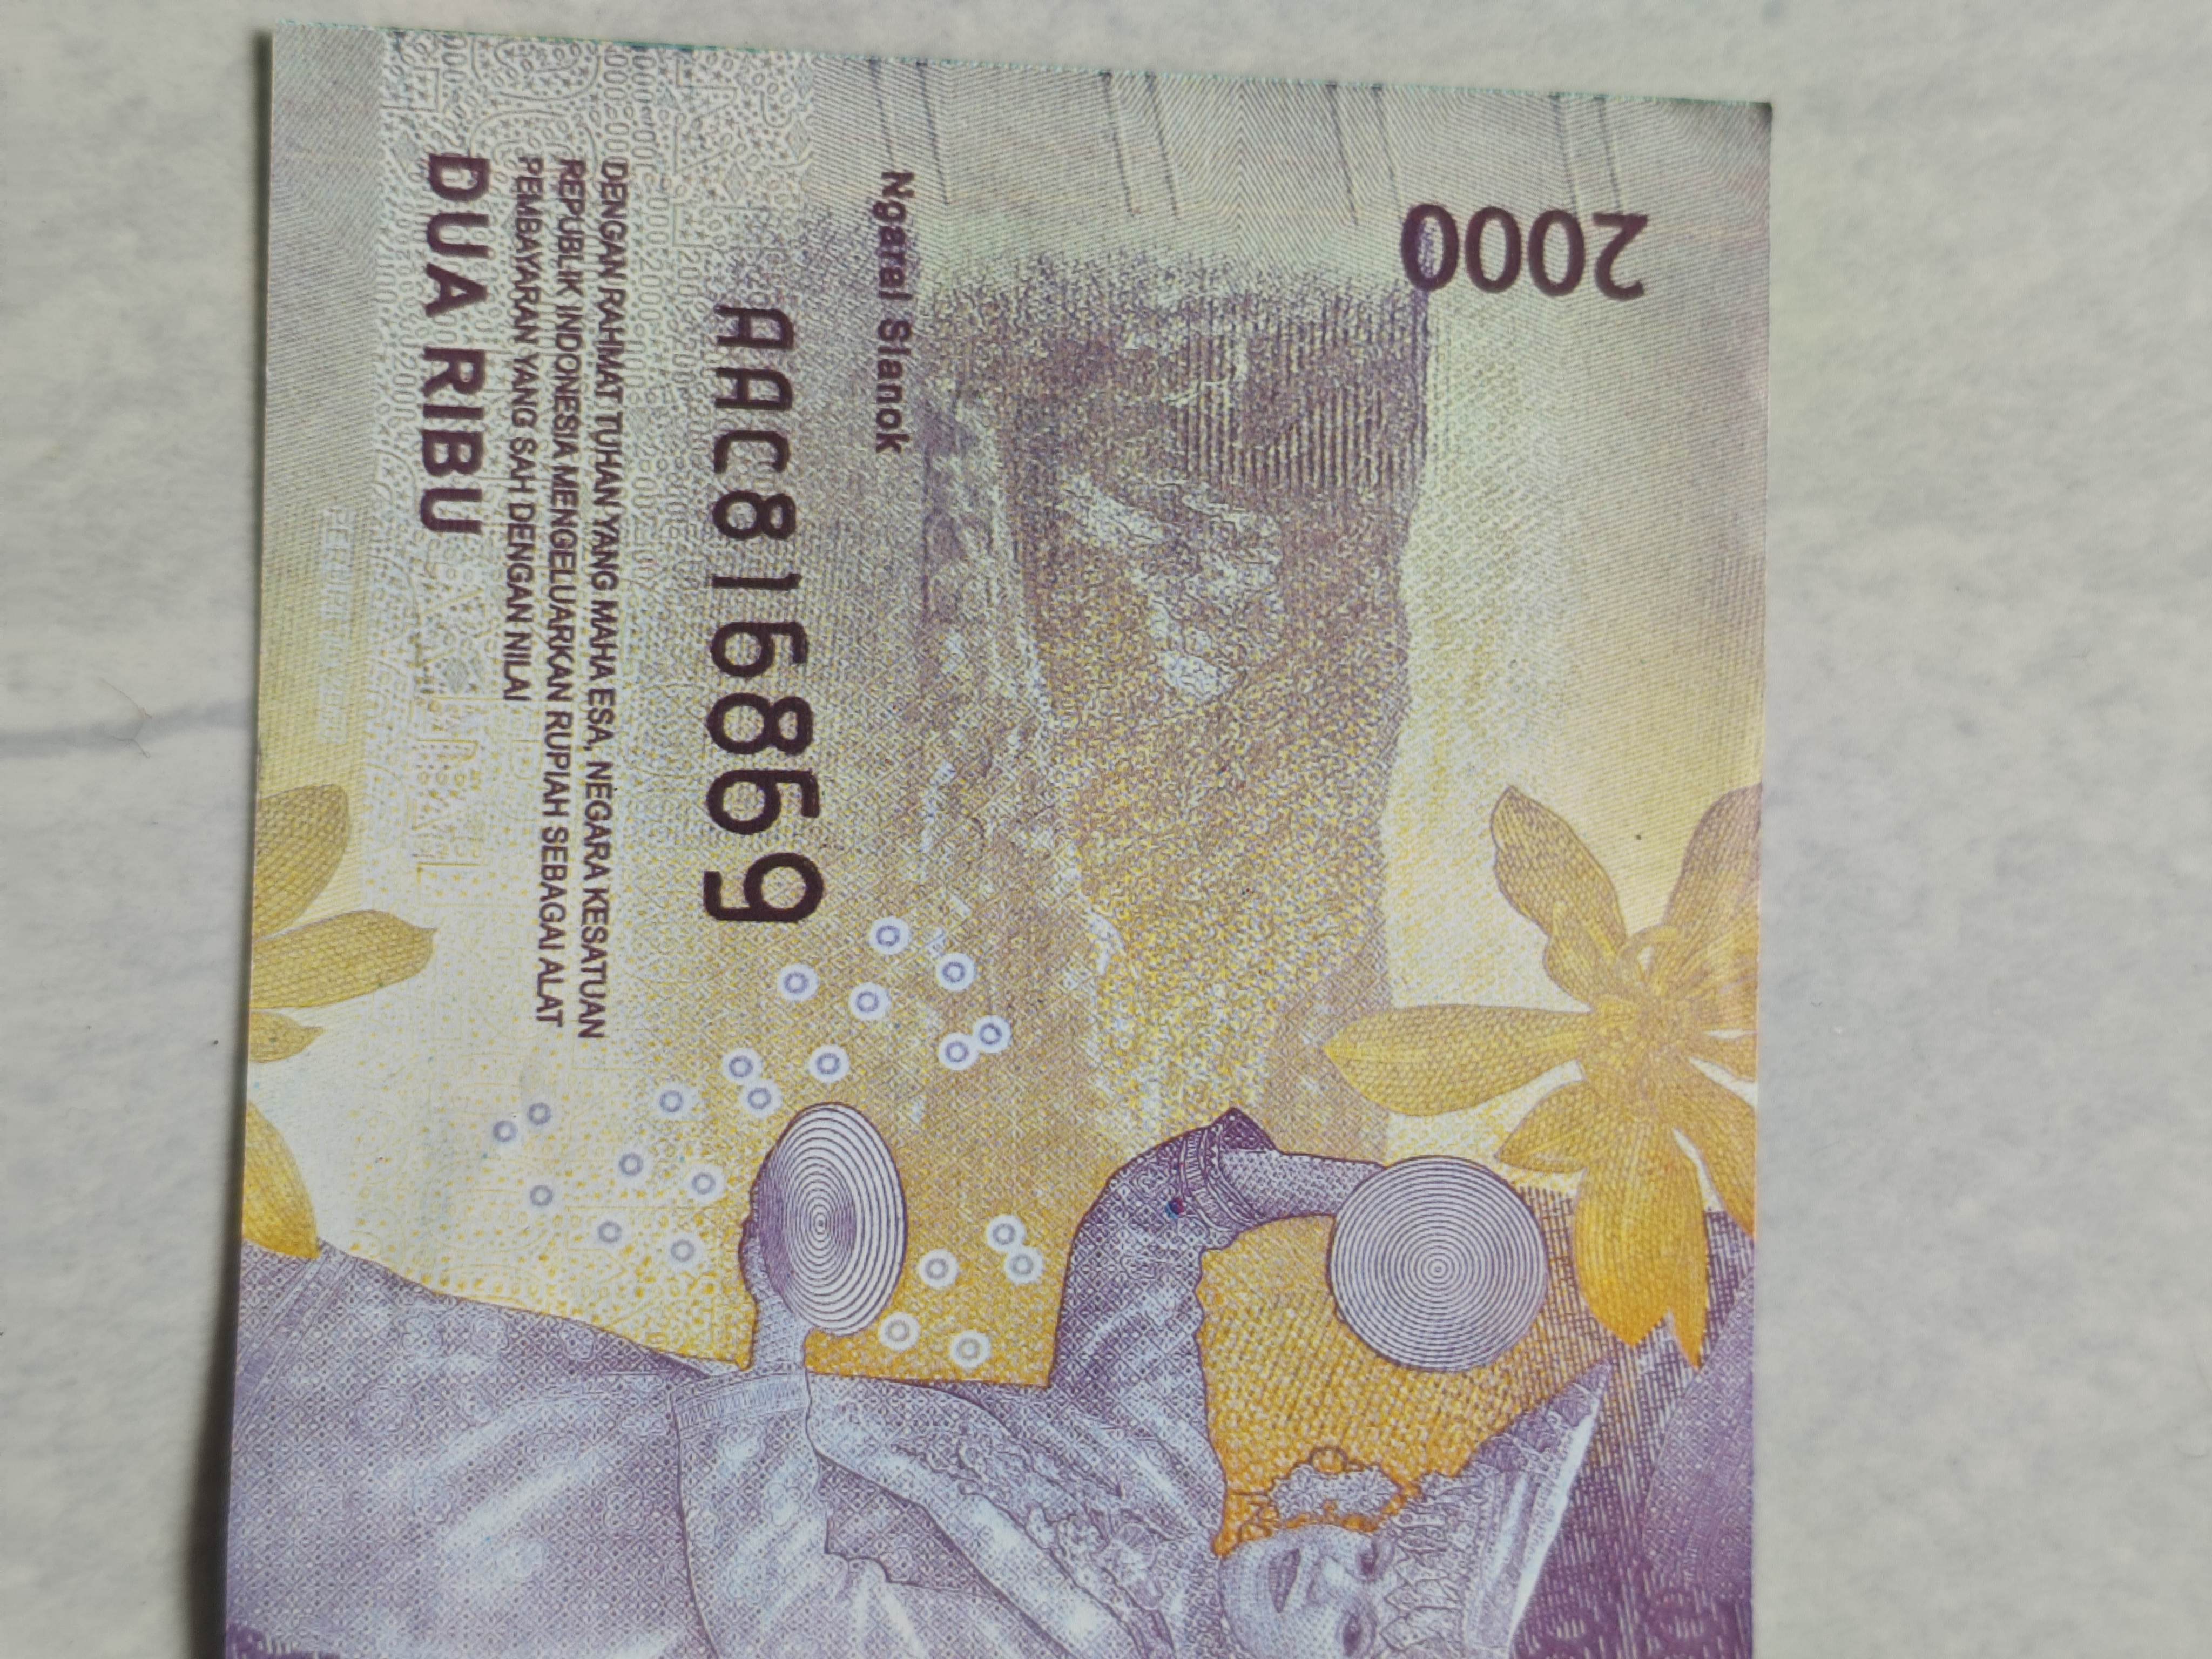 2000
Ngarai Sianok
AAC816869
DENGAN RAHMAT TUHAN YANG MAHA ESA, NEGARA KESATUAN
REPUBLIK INDONESIA MENGELUARKAN RUPIAH SEBAGAI ALAT
PEMBAYARAN YANG SAH DENGAN NILAI
DUA RIBU